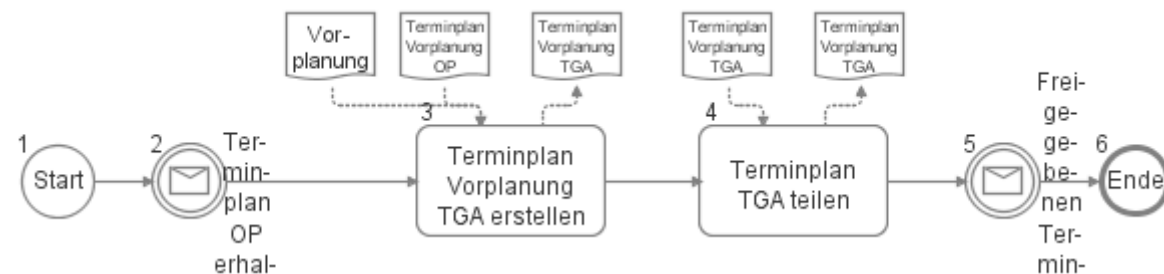 Vor-
planung
Terminplan
Vorplanung
OP
Terminplan
Vorplanung
TGA
Terminplan
Vorplanung
TGA
Terminplan
Vorplanung
TGA
1
Start
2
Ter-
min-
plan
OP
erhal-
3
Terminplan
Vorplanung
TGA erstellen
4
Terminplan
TGA teilen
5
Frei-
ge-
ge-
be-
nen
Ter-
min-
6
Ende